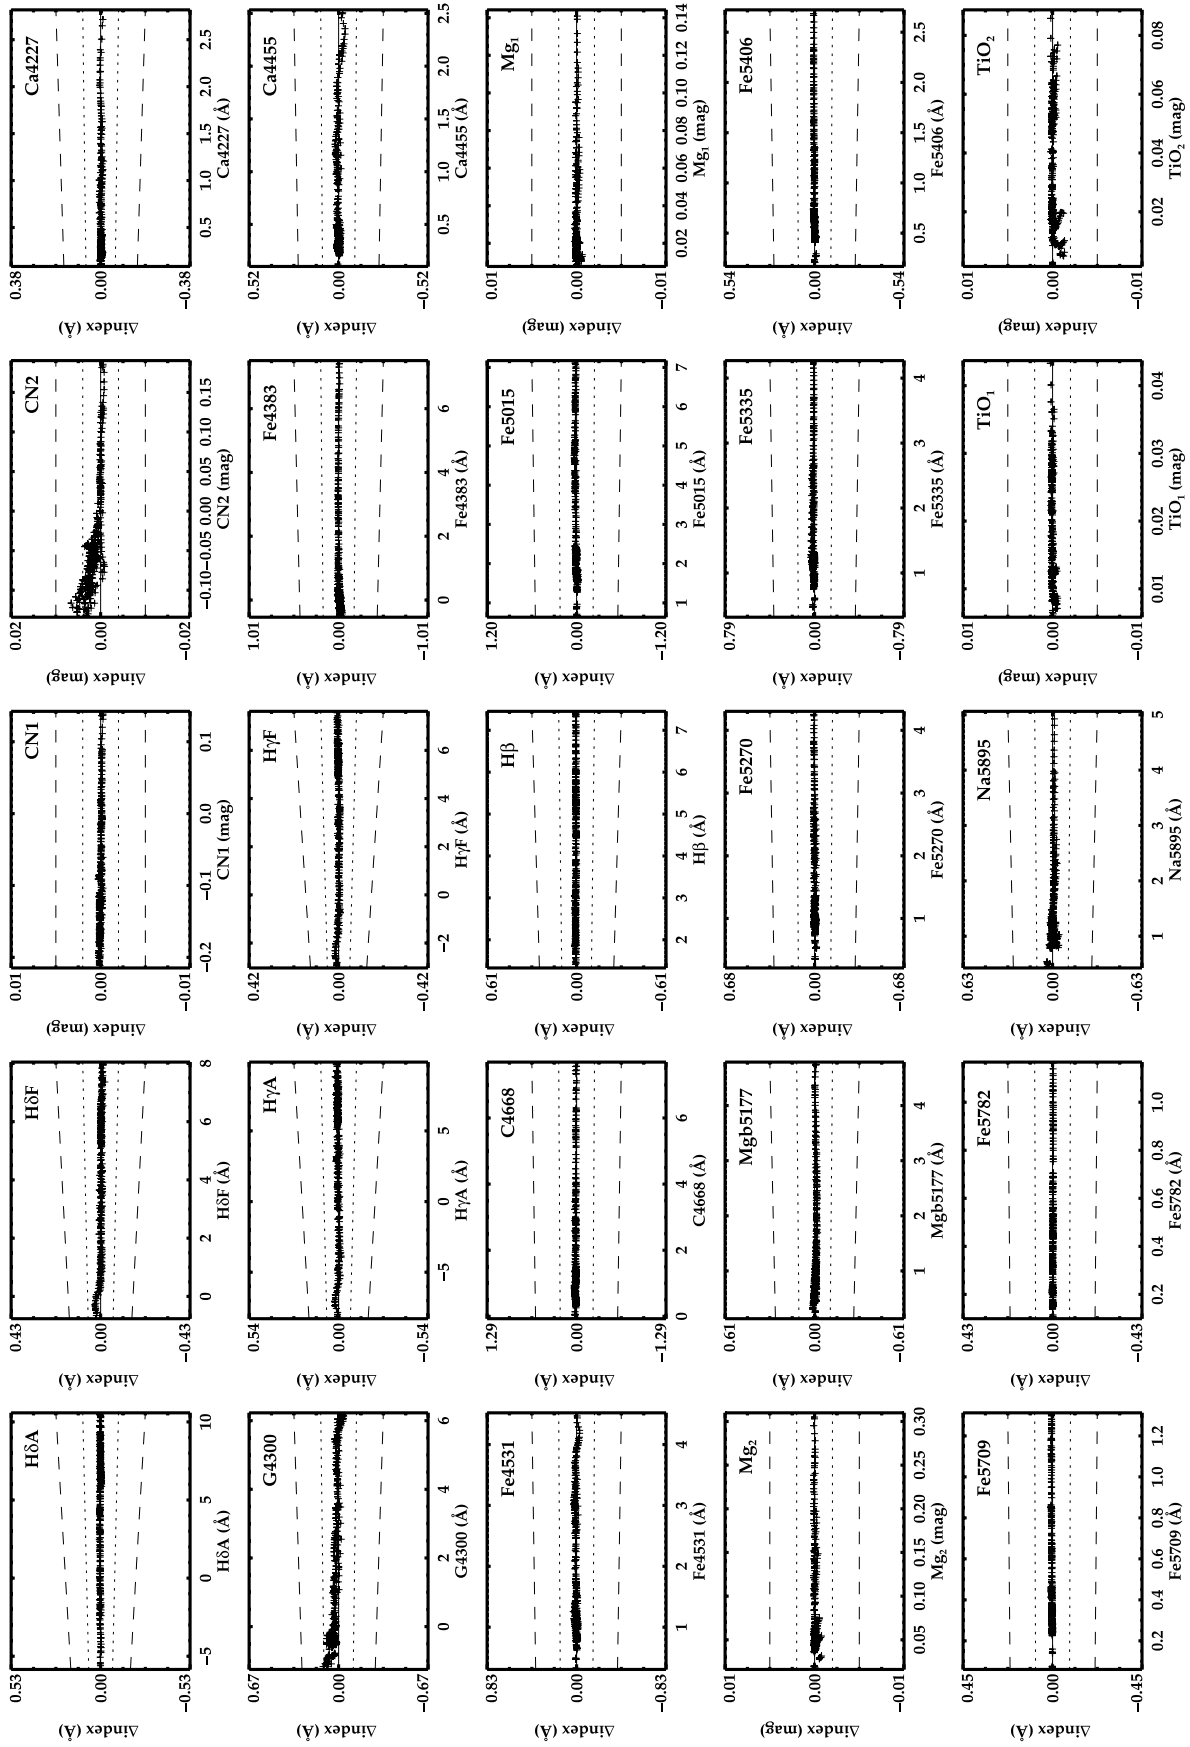 HδA
0.53
0.00
−0.53
Δindex (Å)
−5 0 5 10
HδA (Å)
HδF
0.43
0.00
−0.43
Δindex (Å)
0 2 4 6 8
HδF (Å)
CN1
0.01
0.00
−0.01
Δindex (mag)
−0.2 −0.1 0.0 0.1
CN1 (mag)
CN2
0.02
0.00
−0.02
Δindex (mag)
−0.10 −0.05 0.00 0.05 0.10 0.15
CN2 (mag)
Ca4227
0.38
0.00
−0.38
Δindex (Å)
0.5 1.0 1.5 2.0 2.5
Ca4227 (Å)
G4300
0.67
0.00
−0.67
Δindex (Å)
0 2 4 6
G4300 (Å)
HγA
0.54
0.00
−0.54
Δindex (Å)
−5 0 5
HγA (Å)
HγF
0.42
0.00
−0.42
Δindex (Å)
−2 0 2 4 6
HγF (Å)
Fe4383
1.01
0.00
−1.01
Δindex (Å)
0 2 4 6
Fe4383 (Å)
Ca4455
0.52
0.00
−0.52
Δindex (Å)
0.5 1.0 1.5 2.0 2.5
Ca4455 (Å)
Fe4531
0.83
0.00
−0.83
Δindex (Å)
1 2 3 4
Fe4531 (Å)
C4668
1.29
0.00
−1.29
Δindex (Å)
0 2 4 6
C4668 (Å)
Hβ
0.61
0.00
−0.61
Δindex (Å)
2 3 4 5 6 7
Hβ (Å)
Fe5015
1.20
0.00
−1.20
Δindex (Å)
1 2 3 4 5 6 7
Fe5015 (Å)
Mg₁
0.01
0.00
−0.01
Δindex (mag)
0.02 0.04 0.06 0.08 0.10 0.12 0.14
Mg₁ (mag)
Mg₂
0.01
0.00
−0.01
Δindex (mag)
0.05 0.10 0.15 0.20 0.25 0.30
Mg₂ (mag)
Mgb5177
0.61
0.00
−0.61
Δindex (Å)
1 2 3 4
Mgb5177 (Å)
Fe5270
0.68
0.00
−0.68
Δindex (Å)
1 2 3 4
Fe5270 (Å)
Fe5335
0.79
0.00
−0.79
Δindex (Å)
1 2 3 4
Fe5335 (Å)
Fe5406
0.54
0.00
−0.54
Δindex (Å)
0.5 1.0 1.5 2.0 2.5
Fe5406 (Å)
Fe5709
0.45
0.00
−0.45
Δindex (Å)
0.2 0.4 0.6 0.8 1.0 1.2
Fe5709 (Å)
Fe5782
0.43
0.00
−0.43
Δindex (Å)
0.2 0.4 0.6 0.8 1.0
Fe5782 (Å)
Na5895
0.63
0.00
−0.63
Δindex (Å)
1 2 3 4 5
Na5895 (Å)
TiO₁
0.01
0.00
−0.01
Δindex (mag)
0.01 0.02 0.03 0.04
TiO₁ (mag)
TiO₂
0.01
0.00
−0.01
Δindex (mag)
0.02 0.04 0.06 0.08
TiO₂ (mag)